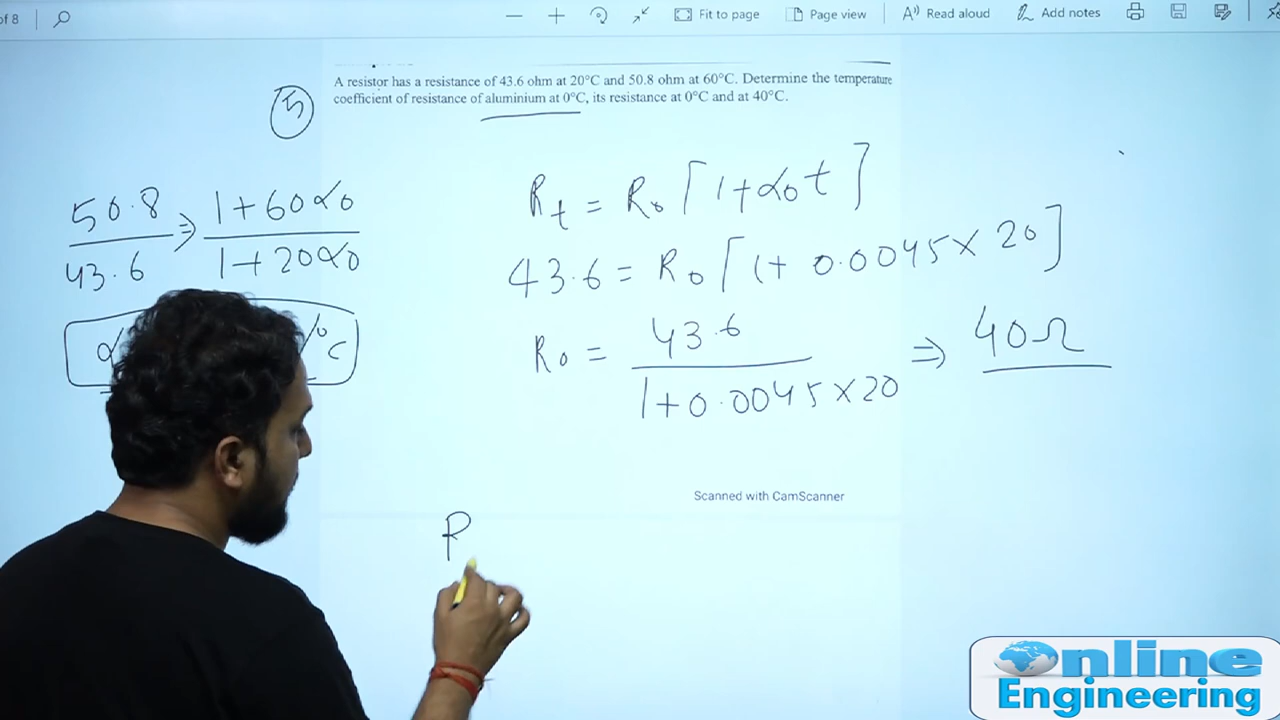 of 8
Fit to page
Page view
Read aloud
Add notes
A resistor has a resistance of 43.6 ohm at 20°C and 50.8 ohm at 60°C. Determine the temperature
coefficient of resistance of aluminium at 0°C, its resistance at 0°C and at 40°C.
5
50.8 / 43.6 ⇒ 1+60α0 / 1+20α0
α /°c
Rt = R0 [1+α0t]
43.6 = R0 [1+ 0.0045 × 20]
R0 = 43.6 / 1+0.0045×20 ⇒ 40Ω
Scanned with CamScanner
R
Online
Engineering